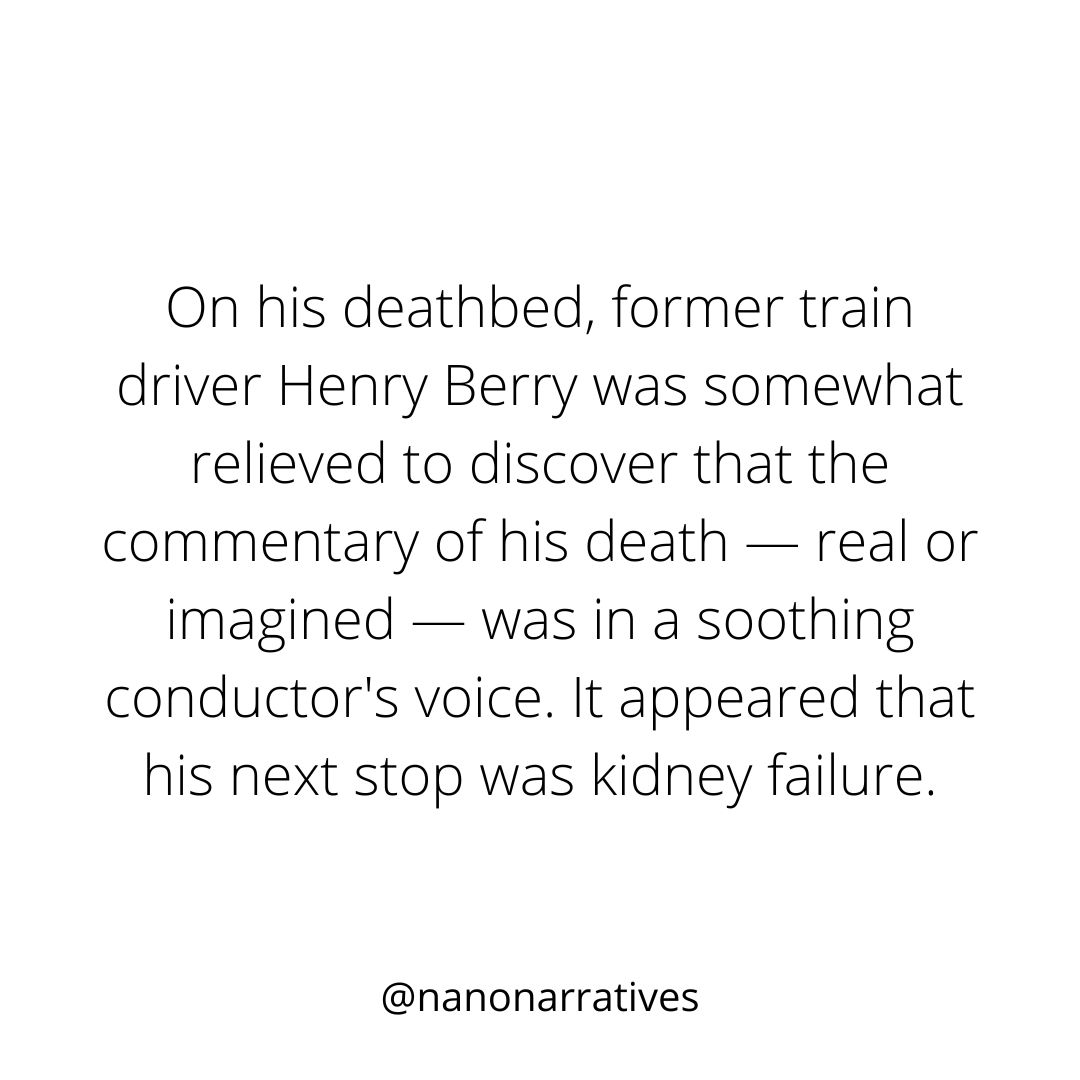 On his deathbed, former train
driver Henry Berry was somewhat
relieved to discover that the
commentary of his death — real or
imagined — was in a soothing
conductor's voice. It appeared that
his next stop was kidney failure.
@nanonarratives